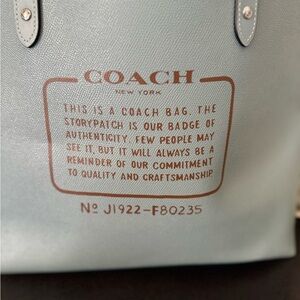 COACH
NEW YORK
THIS IS A COACH BAG. THE
STORYPATCH IS OUR BADGE OF
AUTHENTICITY. FEW PEOPLE MAY
SEE IT, BUT IT WILL ALWAYS BE A
REMINDER OF OUR COMMITMENT
TO QUALITY AND CRAFTSMANSHIP.
Nº J1922-F80235